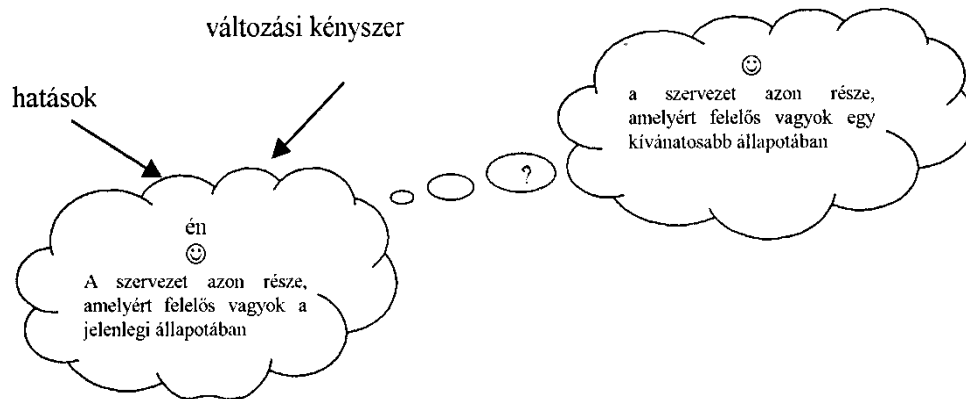 változási kényszer
hatások
a szervezet azon része,
amelyért felelős vagyok egy
kívánatosabb állapotában
?
én
A szervezet azon része,
amelyért felelős vagyok a
jelenlegi állapotában